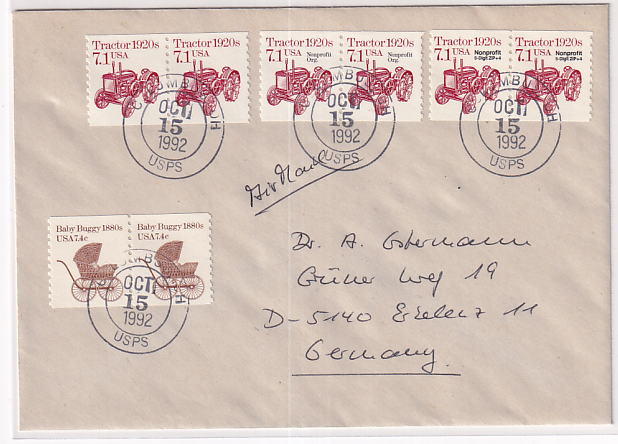 Tractor 1920s
7.1 USA
Tractor 1920s
7.1 USA
Tractor 1920s
7.1 USA Nonprofit
Org.
Tractor 1920s
7.1 USA Nonprofit
Org.
Tractor 1920s
7.1 USA Nonprofit
5-Digit ZIP+4
Tractor 1920s
7.1 USA Nonprofit
5-Digit ZIP+4
OCT
15
1992
USPS
OCT
15
1992
USPS
OCT
15
1992
USPS
Air Mail
Baby Buggy 1880s
USA 7.4c
Baby Buggy 1880s
USA 7.4c
OCT
15
1992
USPS
Dr. A. Ostermann
Grüner Weg 19
D-5140 Erkelenz 11
Germany